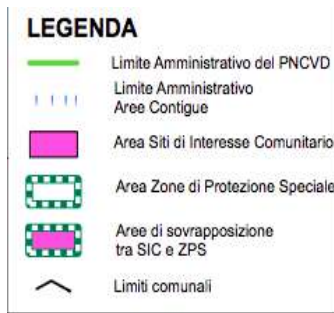 LEGENDA
Limite Amministrativo del PNCVD
Limite Amministrativo
Aree Contigue
Area Siti di Interesse Comunitario
Area Zone di Protezione Speciale
Aree di sovrapposizione
tra SIC e ZPS
Limiti comunali